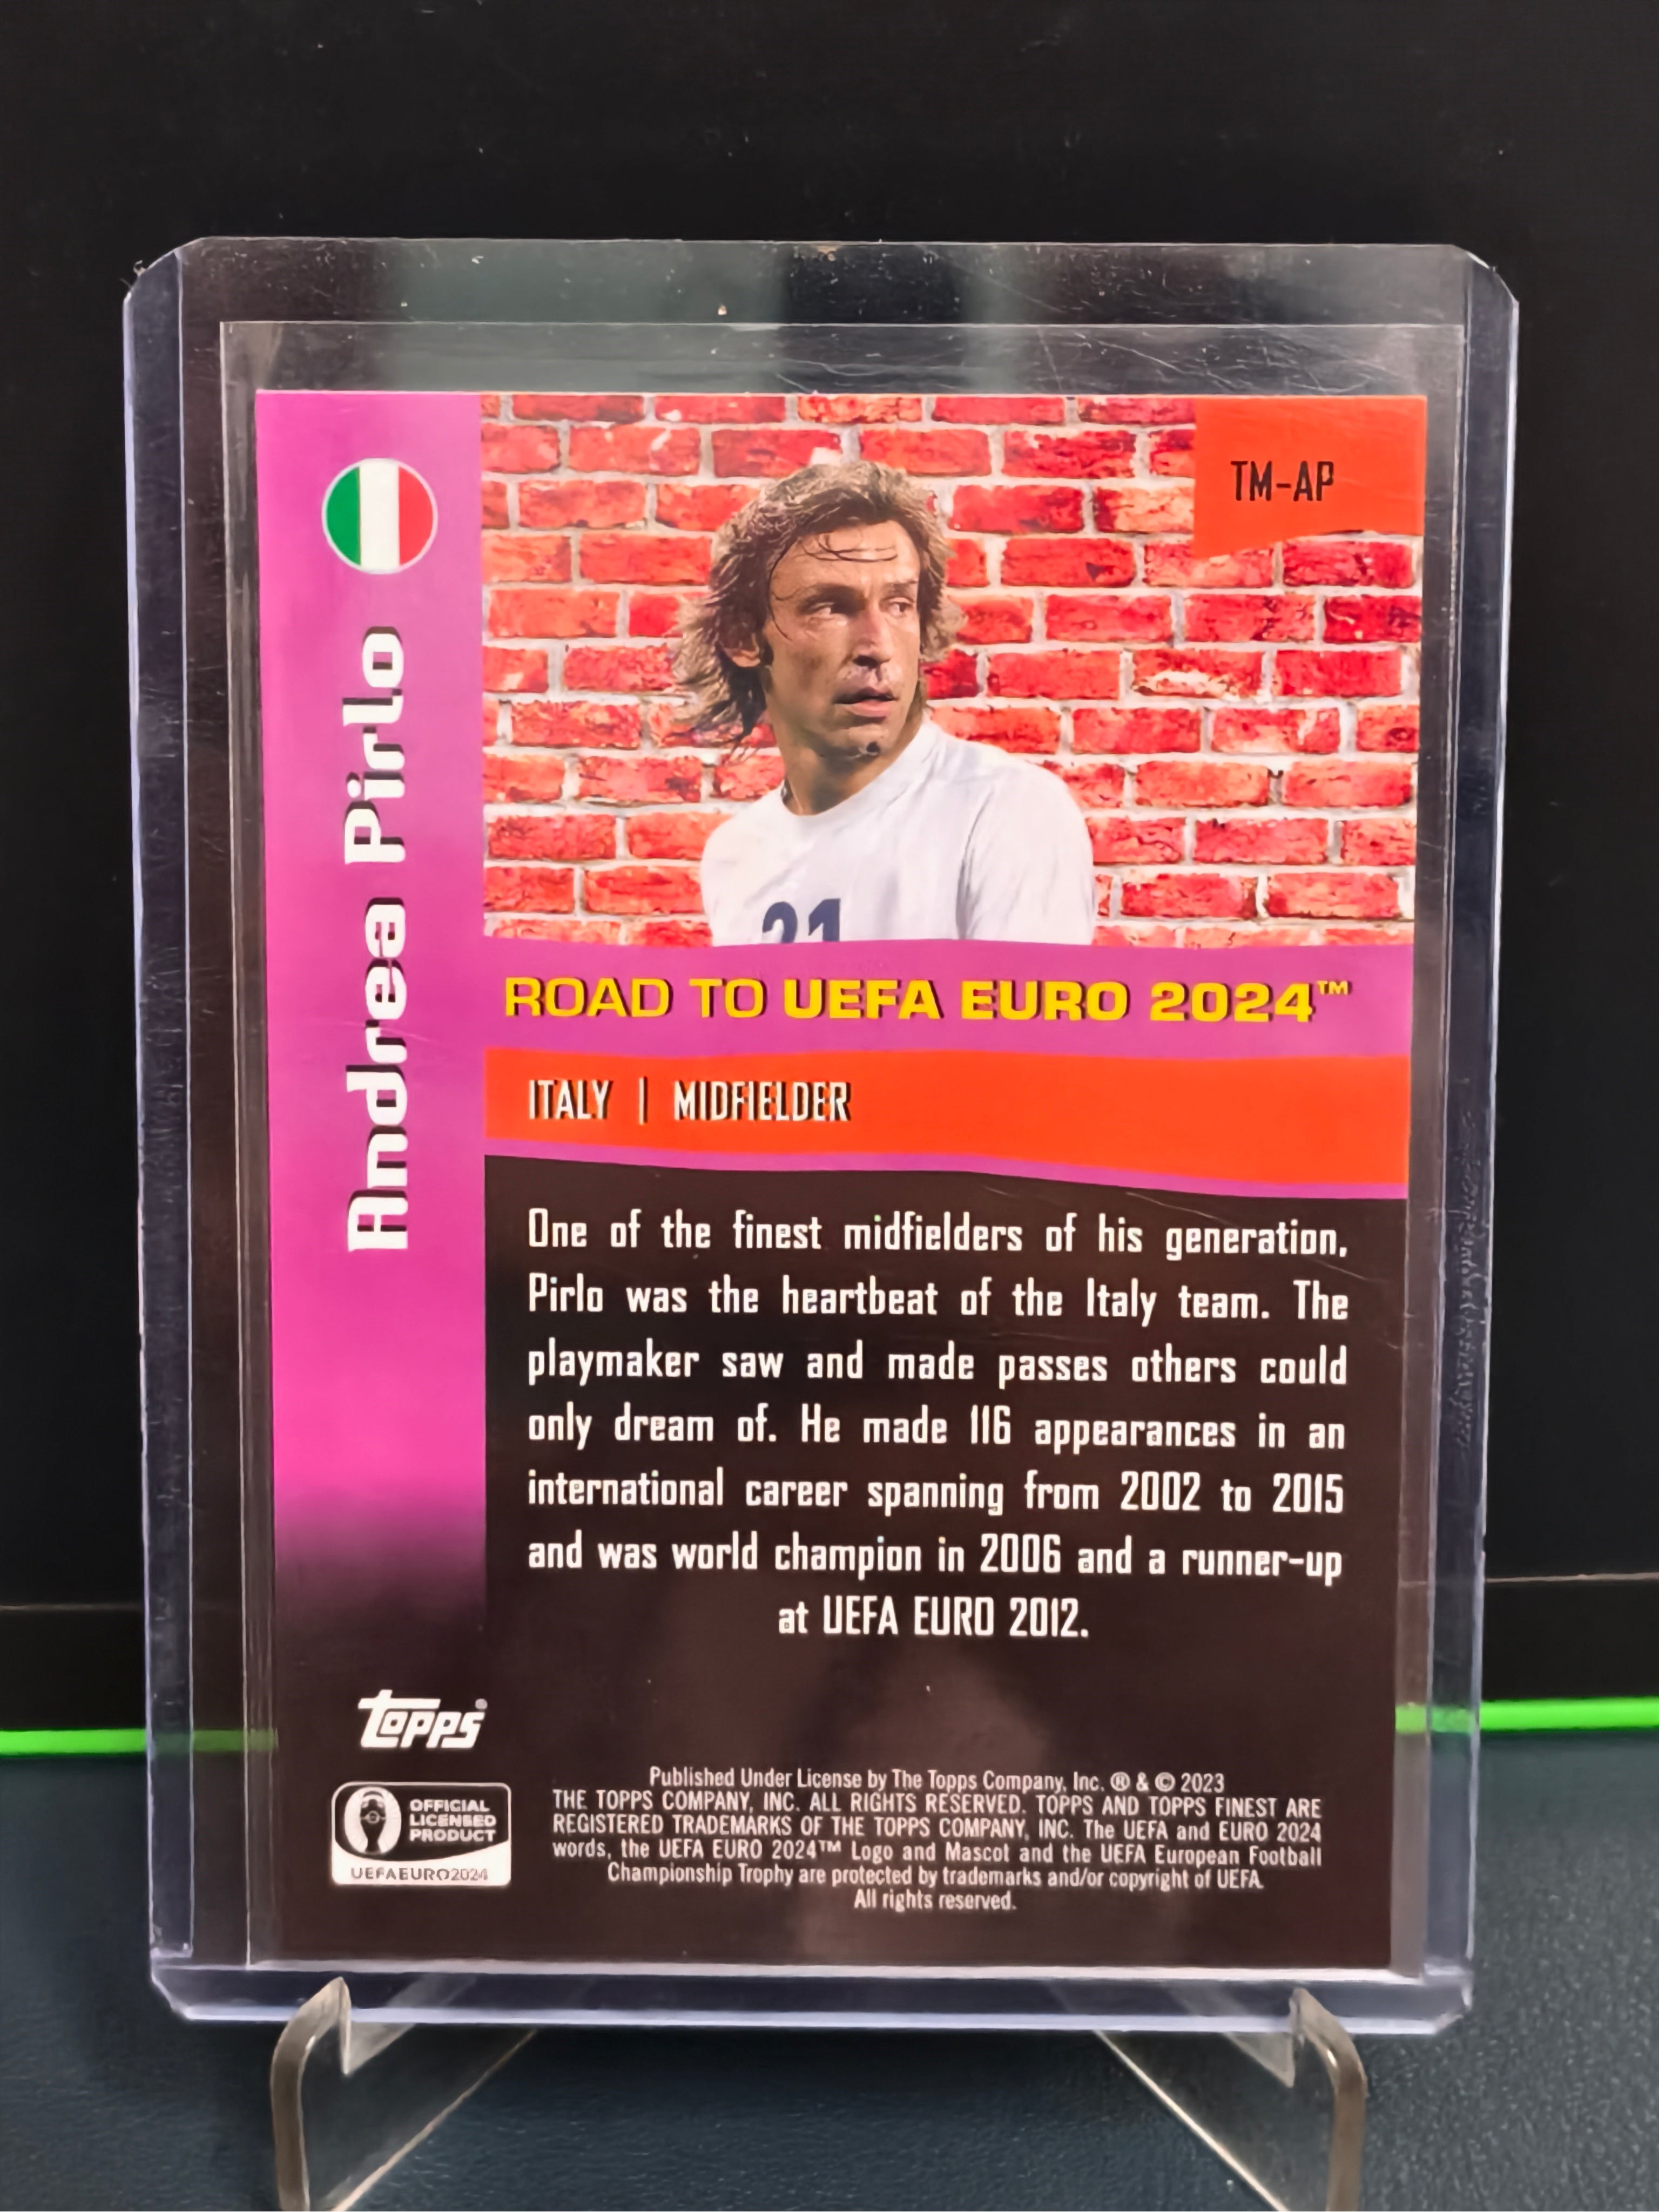 TM-AP
Andrea Pirlo
21
ROAD TO UEFA EURO 2024™
ITALY | MIDFIELDER
One of the finest midfielders of his generation,
Pirlo was the heartbeat of the Italy team. The
playmaker saw and made passes others could
only dream of. He made 116 appearances in an
international career spanning from 2002 to 2015
and was world champion in 2006 and a runner-up
at UEFA EURO 2012.
topps
OFFICIAL
LICENSED
PRODUCT
UEFAEURO2024
Published Under License by The Topps Company, Inc. ® & © 2023
THE TOPPS COMPANY, INC. ALL RIGHTS RESERVED. TOPPS AND TOPPS FINEST ARE
REGISTERED TRADEMARKS OF THE TOPPS COMPANY, INC. The UEFA and EURO 2024
words, the UEFA EURO 2024™ Logo and Mascot and the UEFA European Football
Championship Trophy are protected by trademarks and/or copyright of UEFA.
All rights reserved.